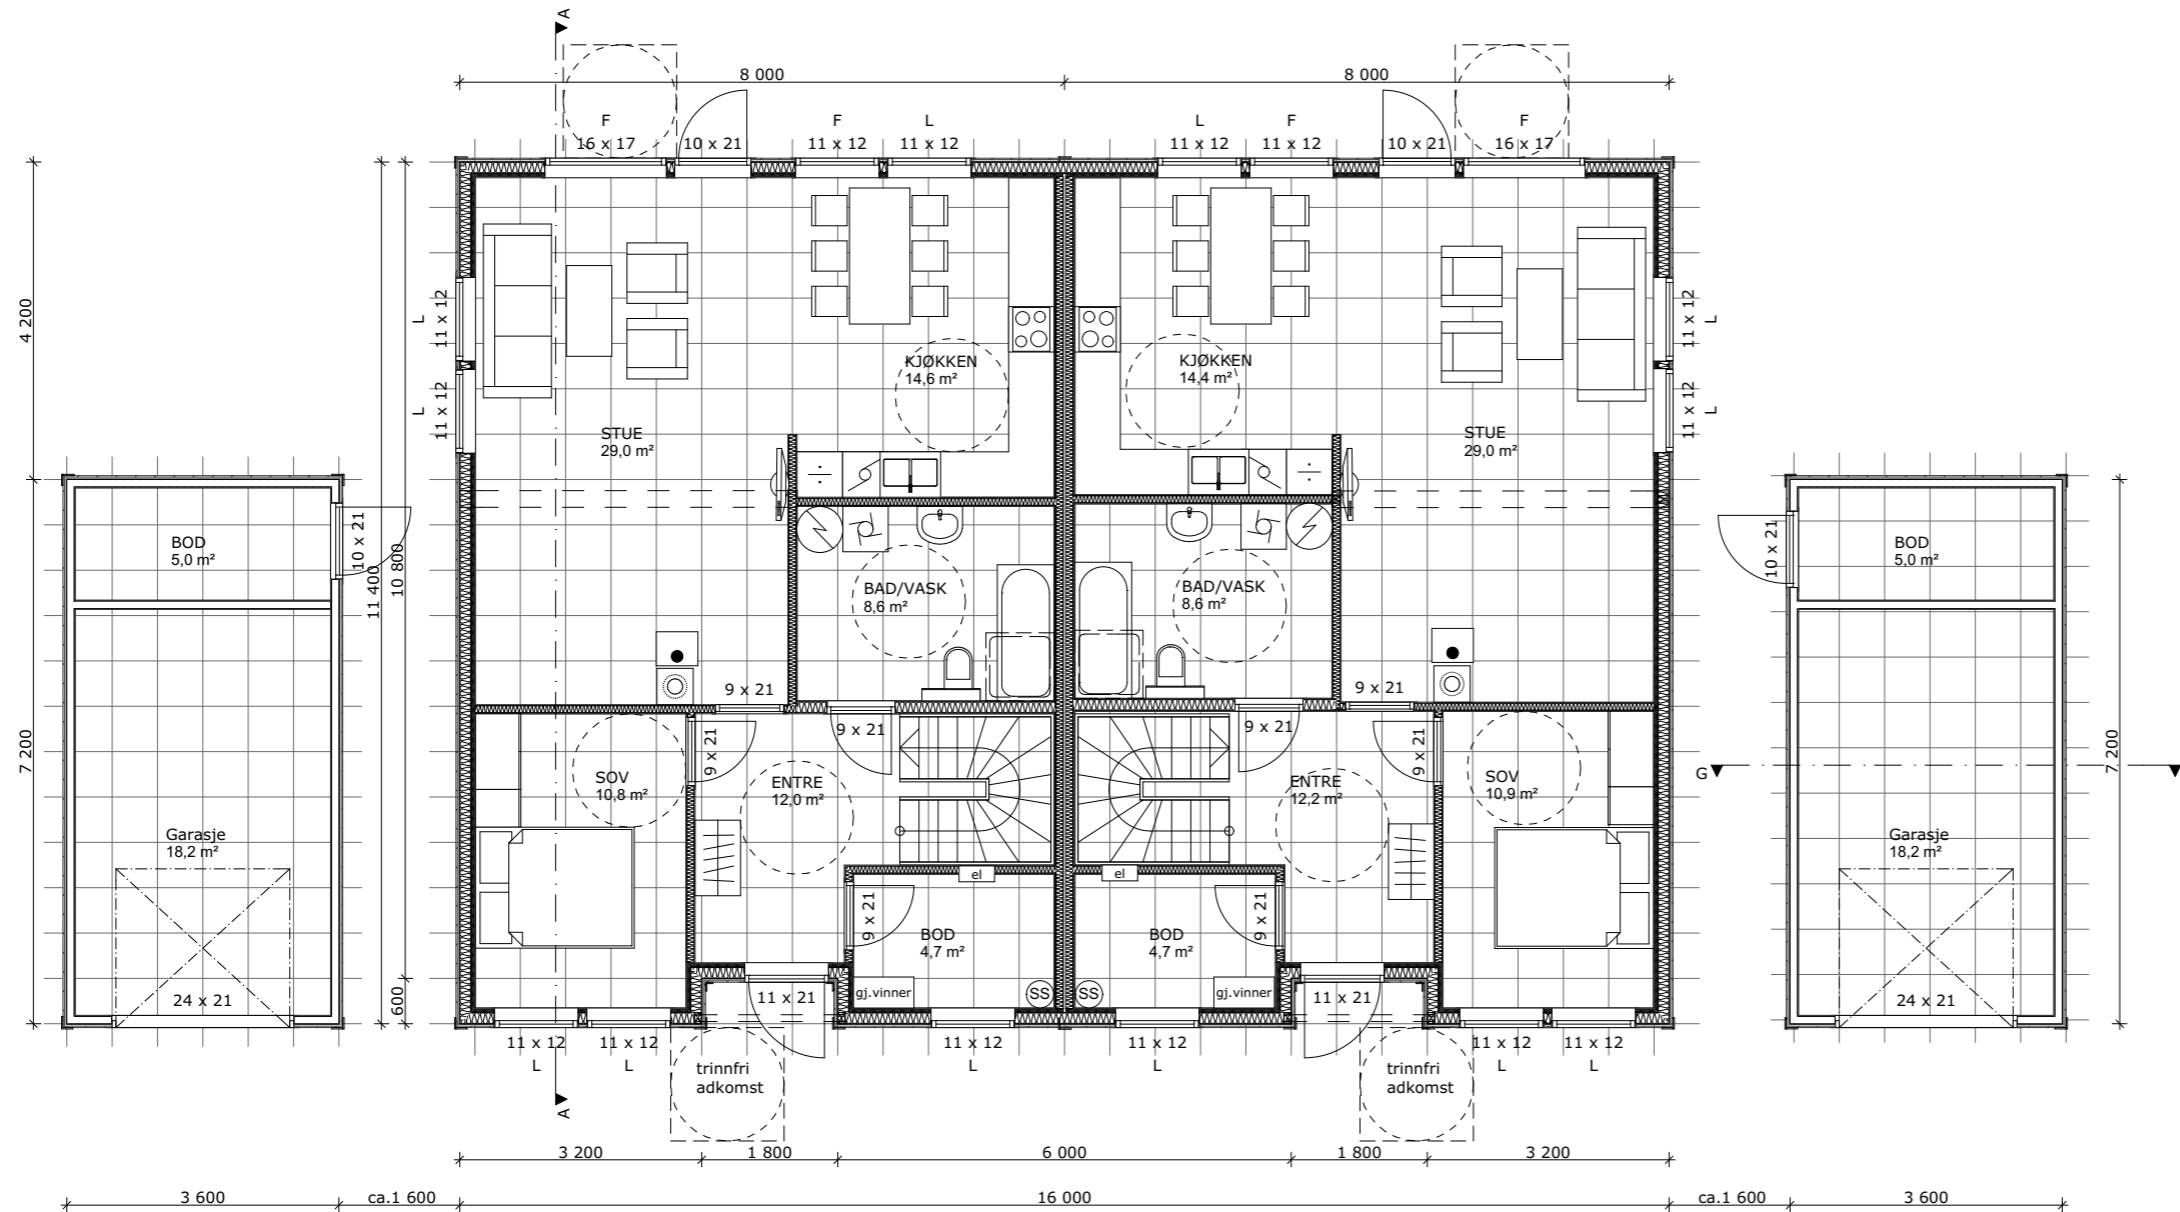 A
8 000
8 000
F
F
L
L
F
F
16 x 17
10 x 21
11 x 12
11 x 12
11 x 12
11 x 12
10 x 21
16 x 17
4 200
11 400
10 800
L
11 x 12
L
11 x 12
11 x 12
L
11 x 12
L
KJØKKEN
14,6 m²
KJØKKEN
14,4 m²
STUE
29,0 m²
STUE
29,0 m²
BOD
5,0 m²
10 x 21
10 x 21
BOD
5,0 m²
BAD/VASK
8,6 m²
BAD/VASK
8,6 m²
9 x 21
9 x 21
9 x 21
9 x 21
9 x 21
9 x 21
7 200
7 200
G
SOV
10,8 m²
ENTRE
12,0 m²
ENTRE
12,2 m²
SOV
10,9 m²
Garasje
18,2 m²
Garasje
18,2 m²
el
el
9 x 21
9 x 21
BOD
4,7 m²
BOD
4,7 m²
600
24 x 21
11 x 21
gj.vinner
SS
SS
gj.vinner
11 x 21
24 x 21
11 x 12
11 x 12
11 x 12
11 x 12
11 x 12
11 x 12
L
L
L
L
L
L
trinnfri
adkomst
trinnfri
adkomst
A
3 200
1 800
6 000
1 800
3 200
3 600
ca.1 600
16 000
ca.1 600
3 600